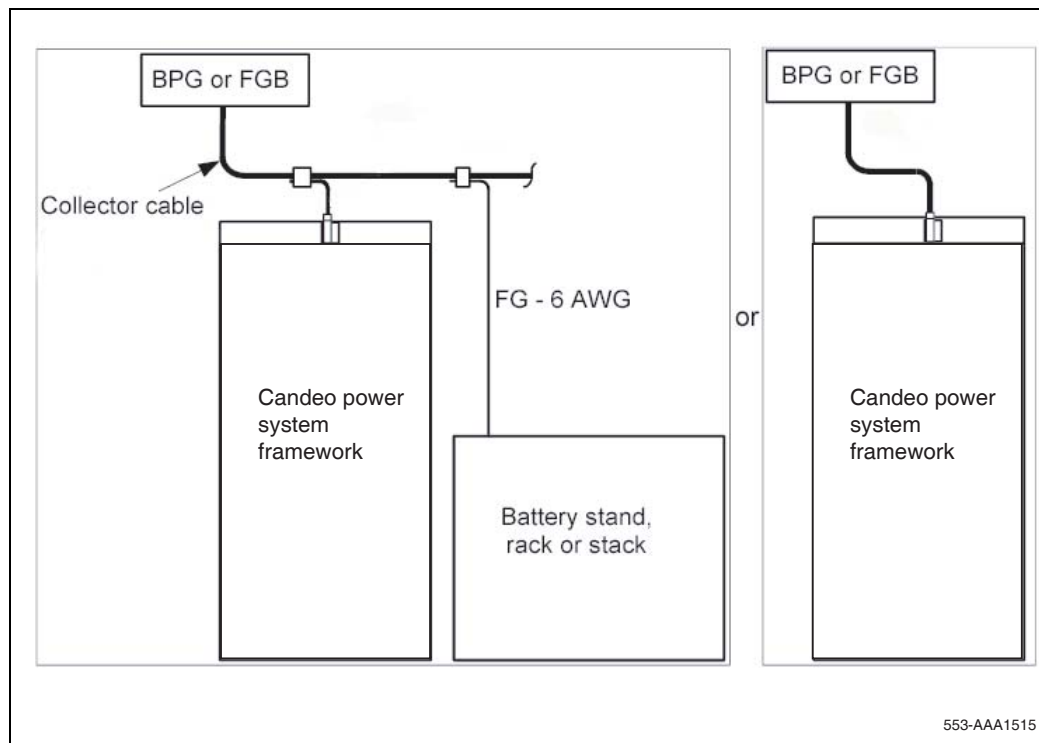 BPG or FGB
Collector cable
FG - 6 AWG
Candeo power
system
framework
Battery stand,
rack or stack
or
BPG or FGB
Candeo power
system
framework
553-AAA1515